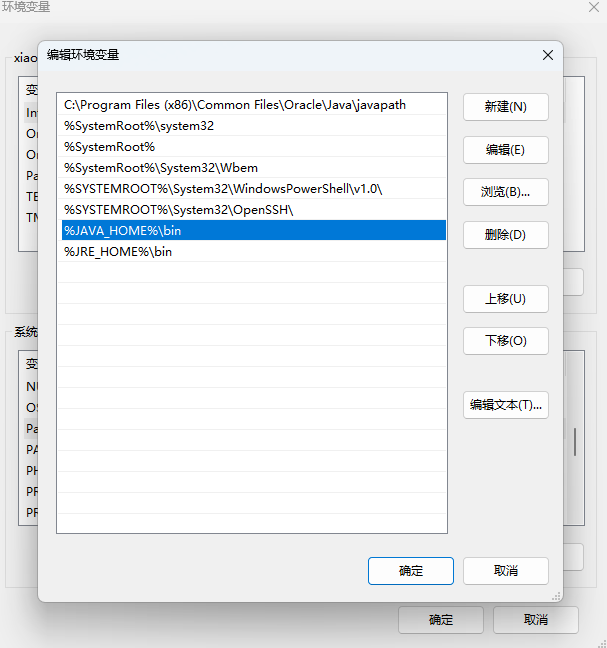 环境变量
xiao
编辑环境变量
C:\Program Files (x86)\Common Files\Oracle\Java\javapath
%SystemRoot%\system32
%SystemRoot%
%SystemRoot%\System32\Wbem
%SYSTEMROOT%\System32\WindowsPowerShell\v1.0\
%SYSTEMROOT%\System32\OpenSSH\
%JAVA_HOME%\bin
%JRE_HOME%\bin
新建(N)
编辑(E)
浏览(B)...
删除(D)
上移(U)
下移(O)
编辑文本(T)...
确定
取消
变
Int
On
On
Pa
TE
TM
系统
变
NU
OS
Pa
PA
PH
PR
PR
确定
取消